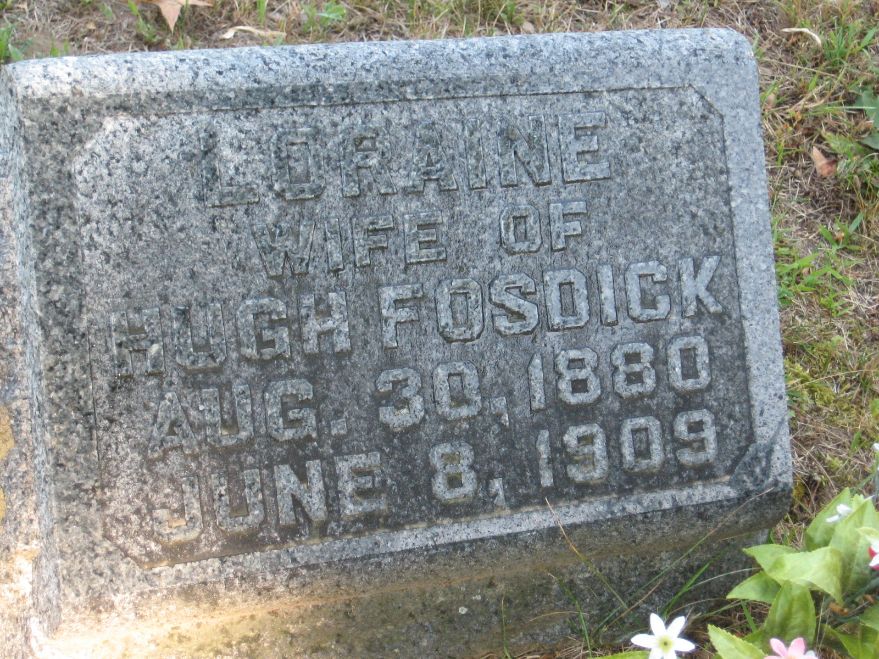 LORAINE
WIFE OF
HUGH FOSDICK
AUG. 30, 1880
JUNE 8, 1909